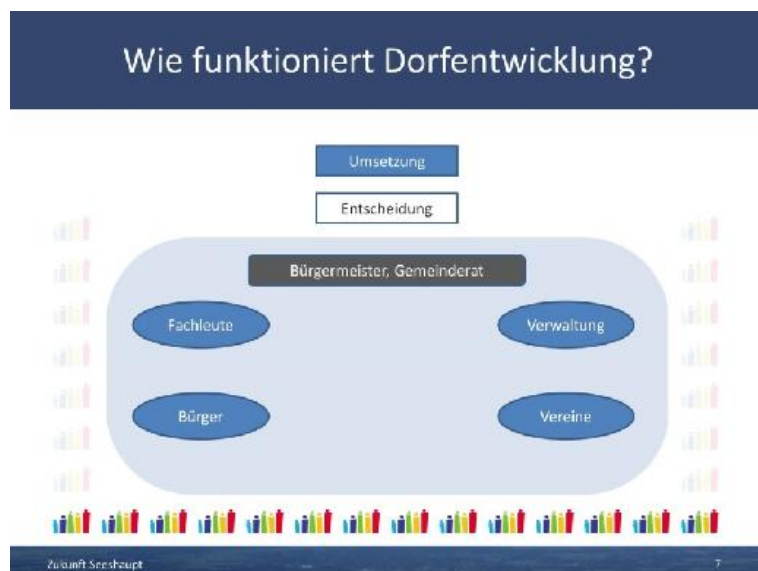 Wie funktioniert Dorfentwicklung?
Umsetzung
Entscheidung
Bürgermeister, Gemeinderat
Fachleute
Verwaltung
Bürger
Vereine
Zukunft Seeshaupt
7